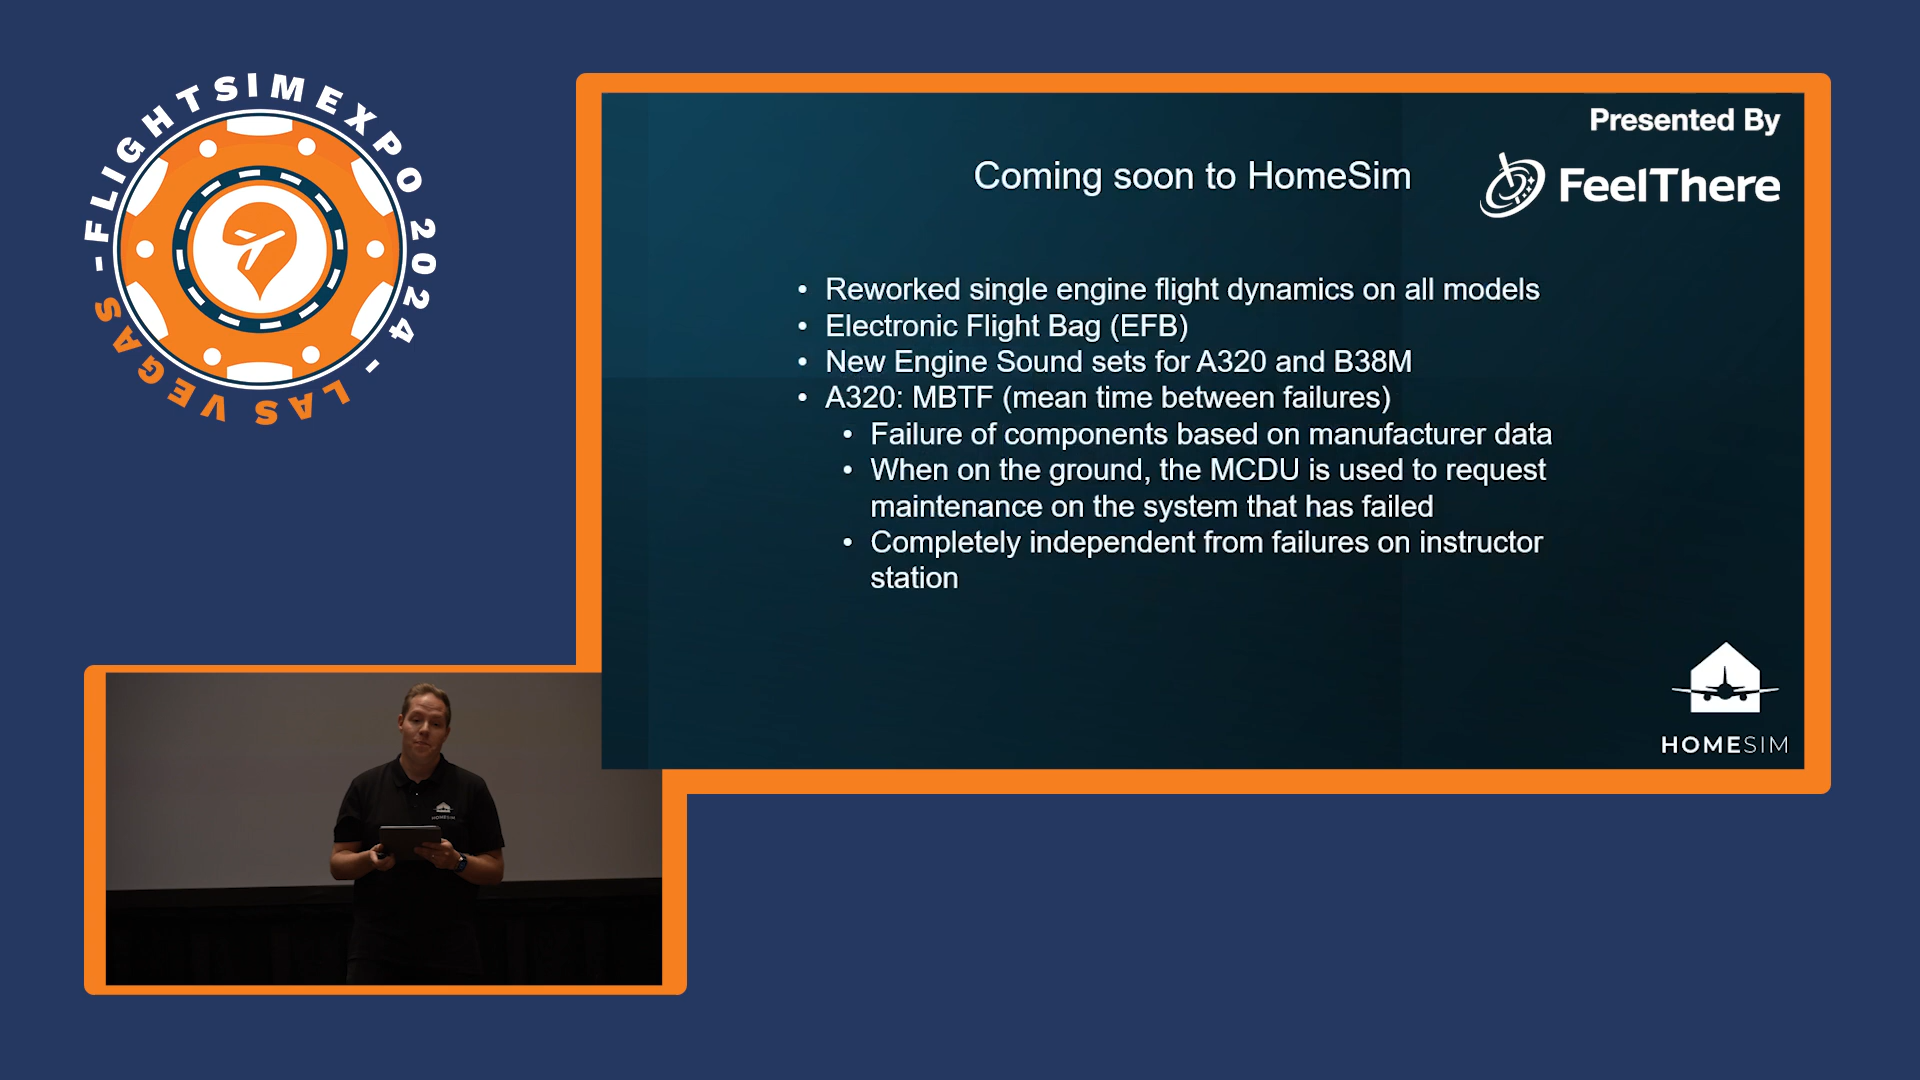 FLIGHTSIMEXPO 2024 - LAS VEGAS -
Presented By
FeelThere
Coming soon to HomeSim
• Reworked single engine flight dynamics on all models
• Electronic Flight Bag (EFB)
• New Engine Sound sets for A320 and B38M
• A320: MBTF (mean time between failures)
• Failure of components based on manufacturer data
• When on the ground, the MCDU is used to request
maintenance on the system that has failed
• Completely independent from failures on instructor
station
HOMESIM
HOMESIM